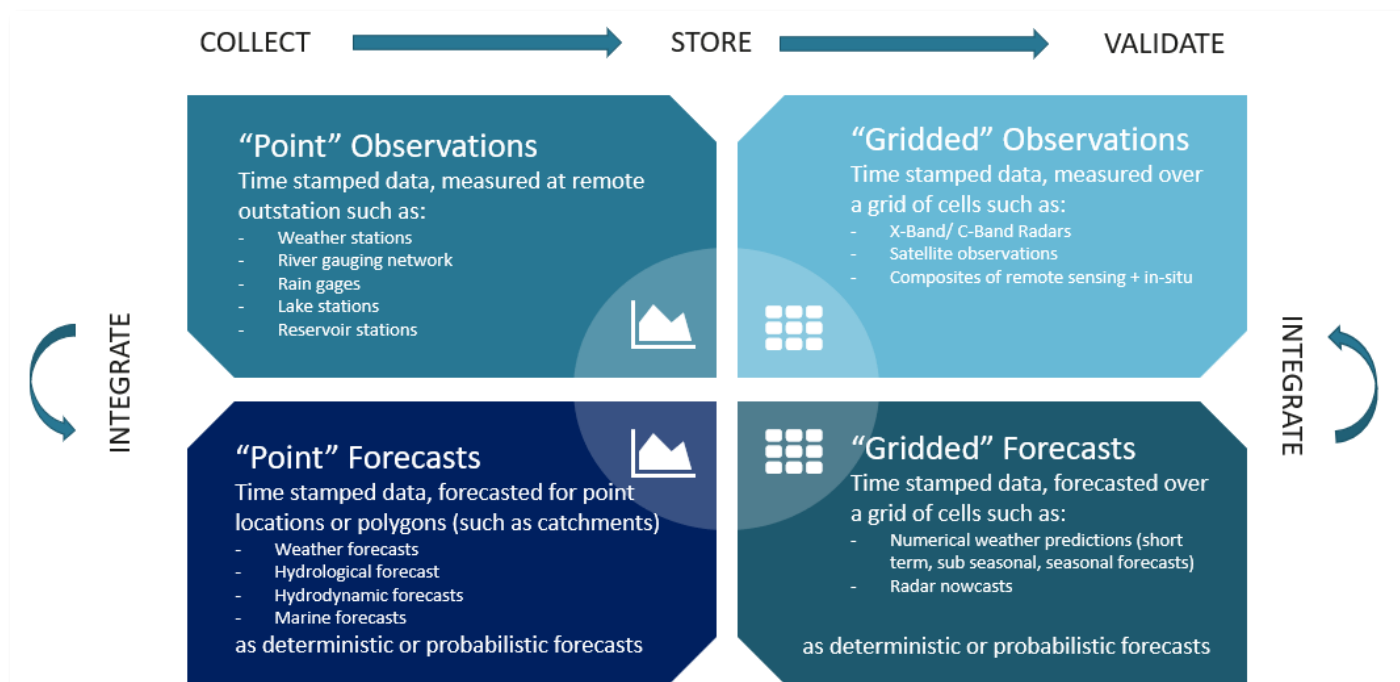 COLLECT STORE VALIDATE
“Point” Observations
Time stamped data, measured at remote
outstation such as:
- Weather stations
- River gauging network
- Rain gages
- Lake stations
- Reservoir stations
“Gridded” Observations
Time stamped data, measured over
a grid of cells such as:
- X-Band/ C-Band Radars
- Satellite observations
- Composites of remote sensing + in-situ
INTEGRATE
INTEGRATE
“Point” Forecasts
Time stamped data, forecasted for point
locations or polygons (such as catchments)
- Weather forecasts
- Hydrological forecast
- Hydrodynamic forecasts
- Marine forecasts
as deterministic or probabilistic forecasts
“Gridded” Forecasts
Time stamped data, forecasted over
a grid of cells such as:
- Numerical weather predictions (short
term, sub seasonal, seasonal forecasts)
- Radar nowcasts
as deterministic or probabilistic forecasts